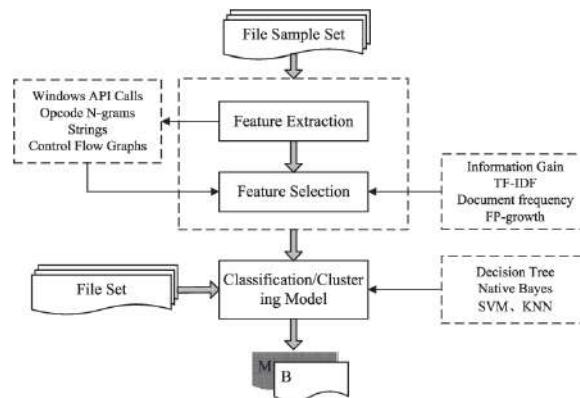 File Sample Set
Windows API Calls
Opcode N-grams
Strings
Control Flow Graphs
Feature Extraction
Feature Selection
Information Gain
TF-IDF
Document frequency
FP-growth
File Set
Classification/Cluster
ing Model
Decision Tree
Native Bayes
SVM、KNN
M
B